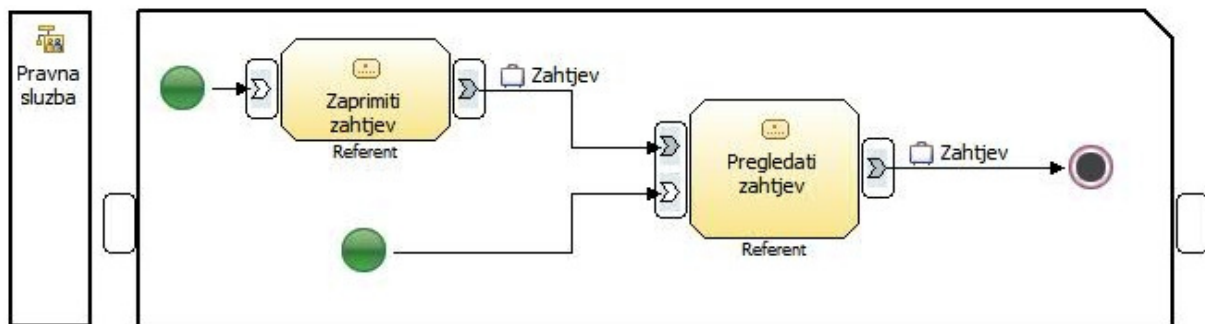 Pravna
sluzba
Zaprimiti
zahtjev
Referent
Zahtjev
Pregledati
zahtjev
Referent
Zahtjev